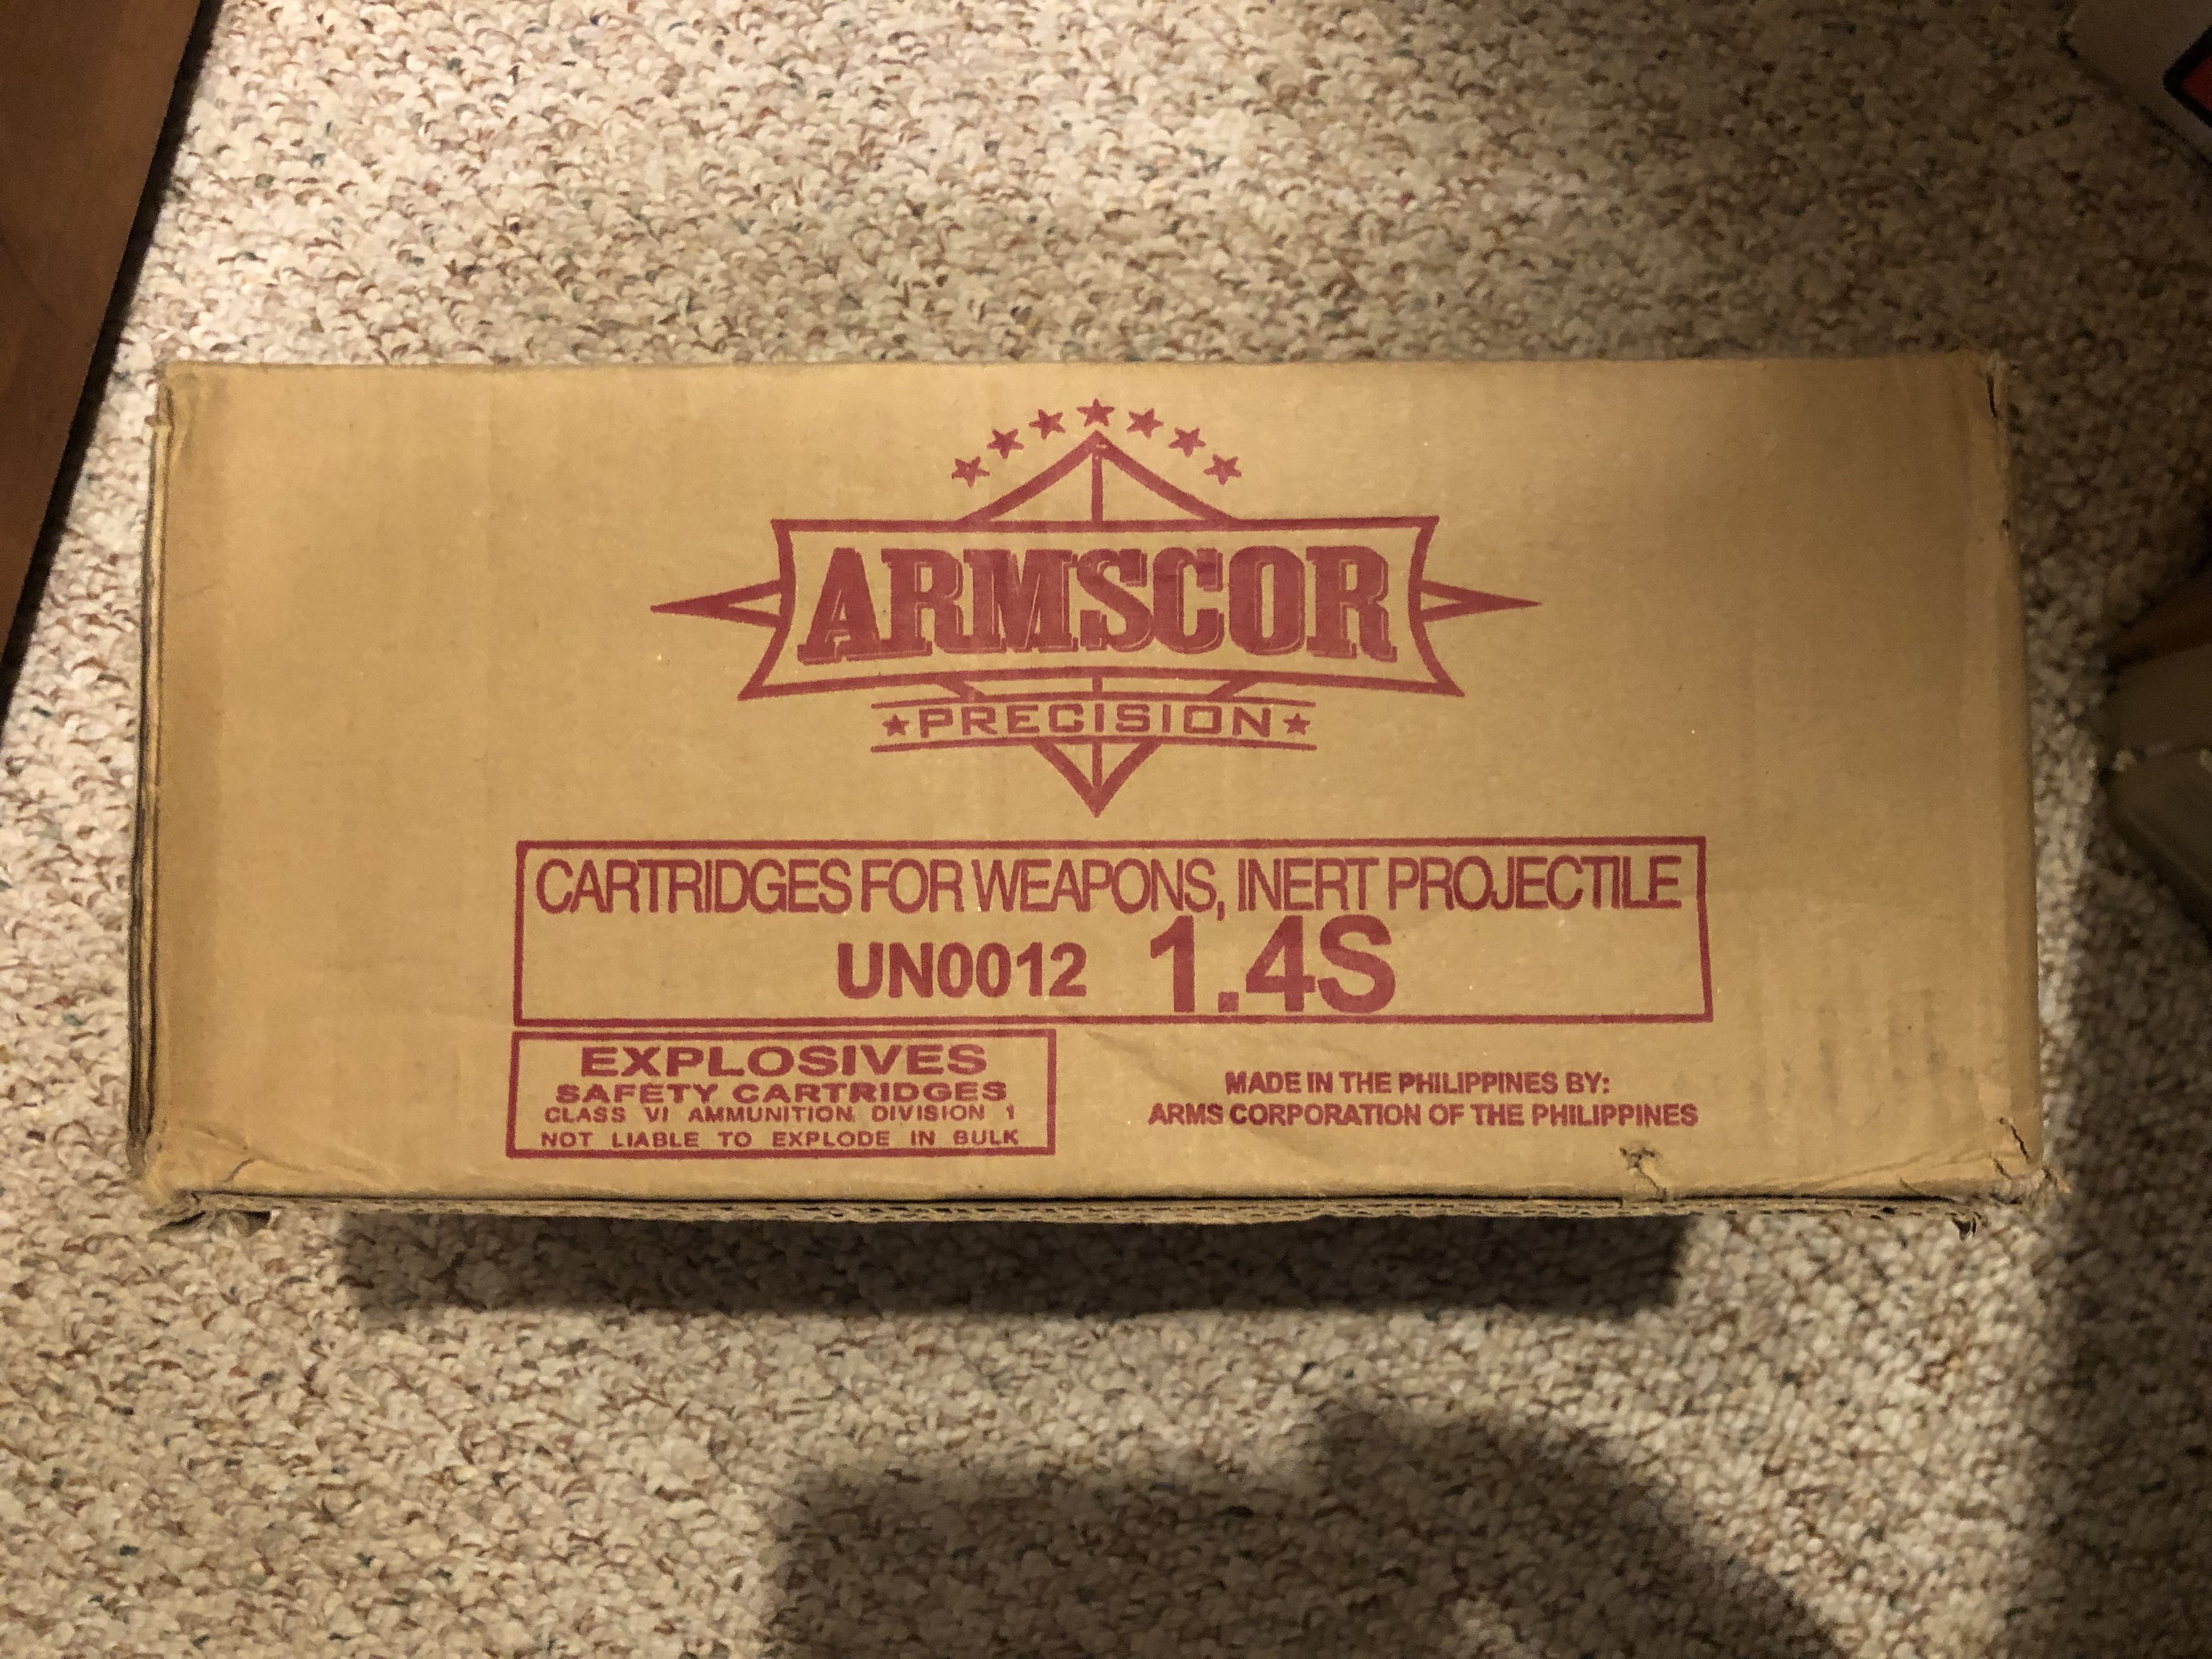 ARMSCOR
PRECISION
CARTRIDGES FOR WEAPONS, INERT PROJECTILE
UN0012 1.4S
EXPLOSIVES
SAFETY CARTRIDGES
CLASS VI AMMUNITION, DIVISION 1
NOT LIABLE TO EXPLODE IN BULK
MADE IN THE PHILIPPINES BY:
ARMS CORPORATION OF THE PHILIPPINES